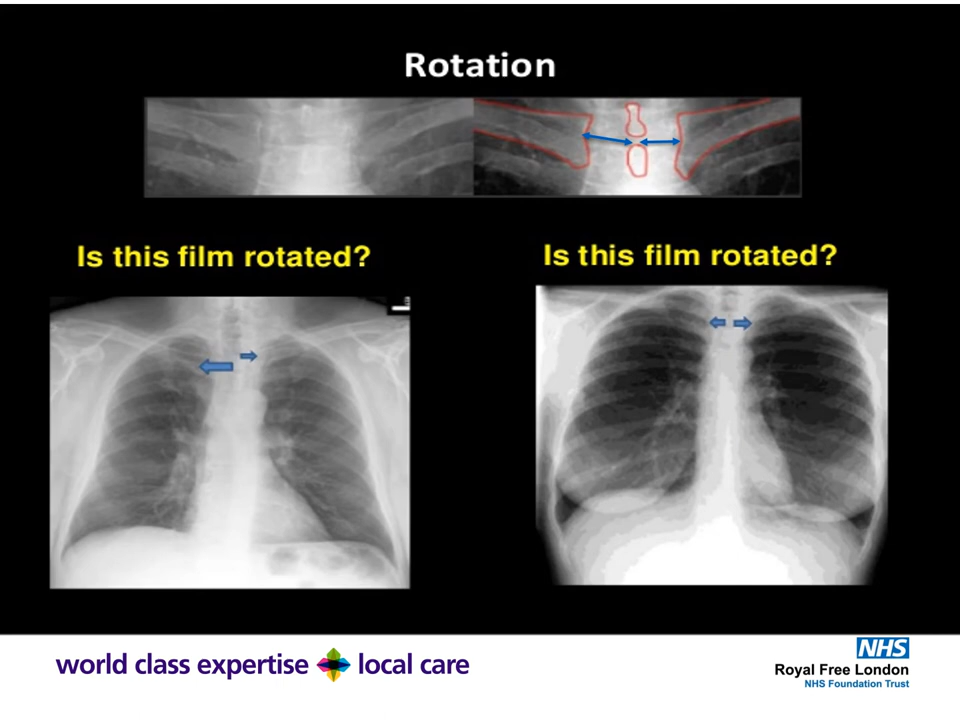 Rotation
Is this film rotated?
Is this film rotated?
L
world class expertise local care
NHS
Royal Free London
NHS Foundation Trust